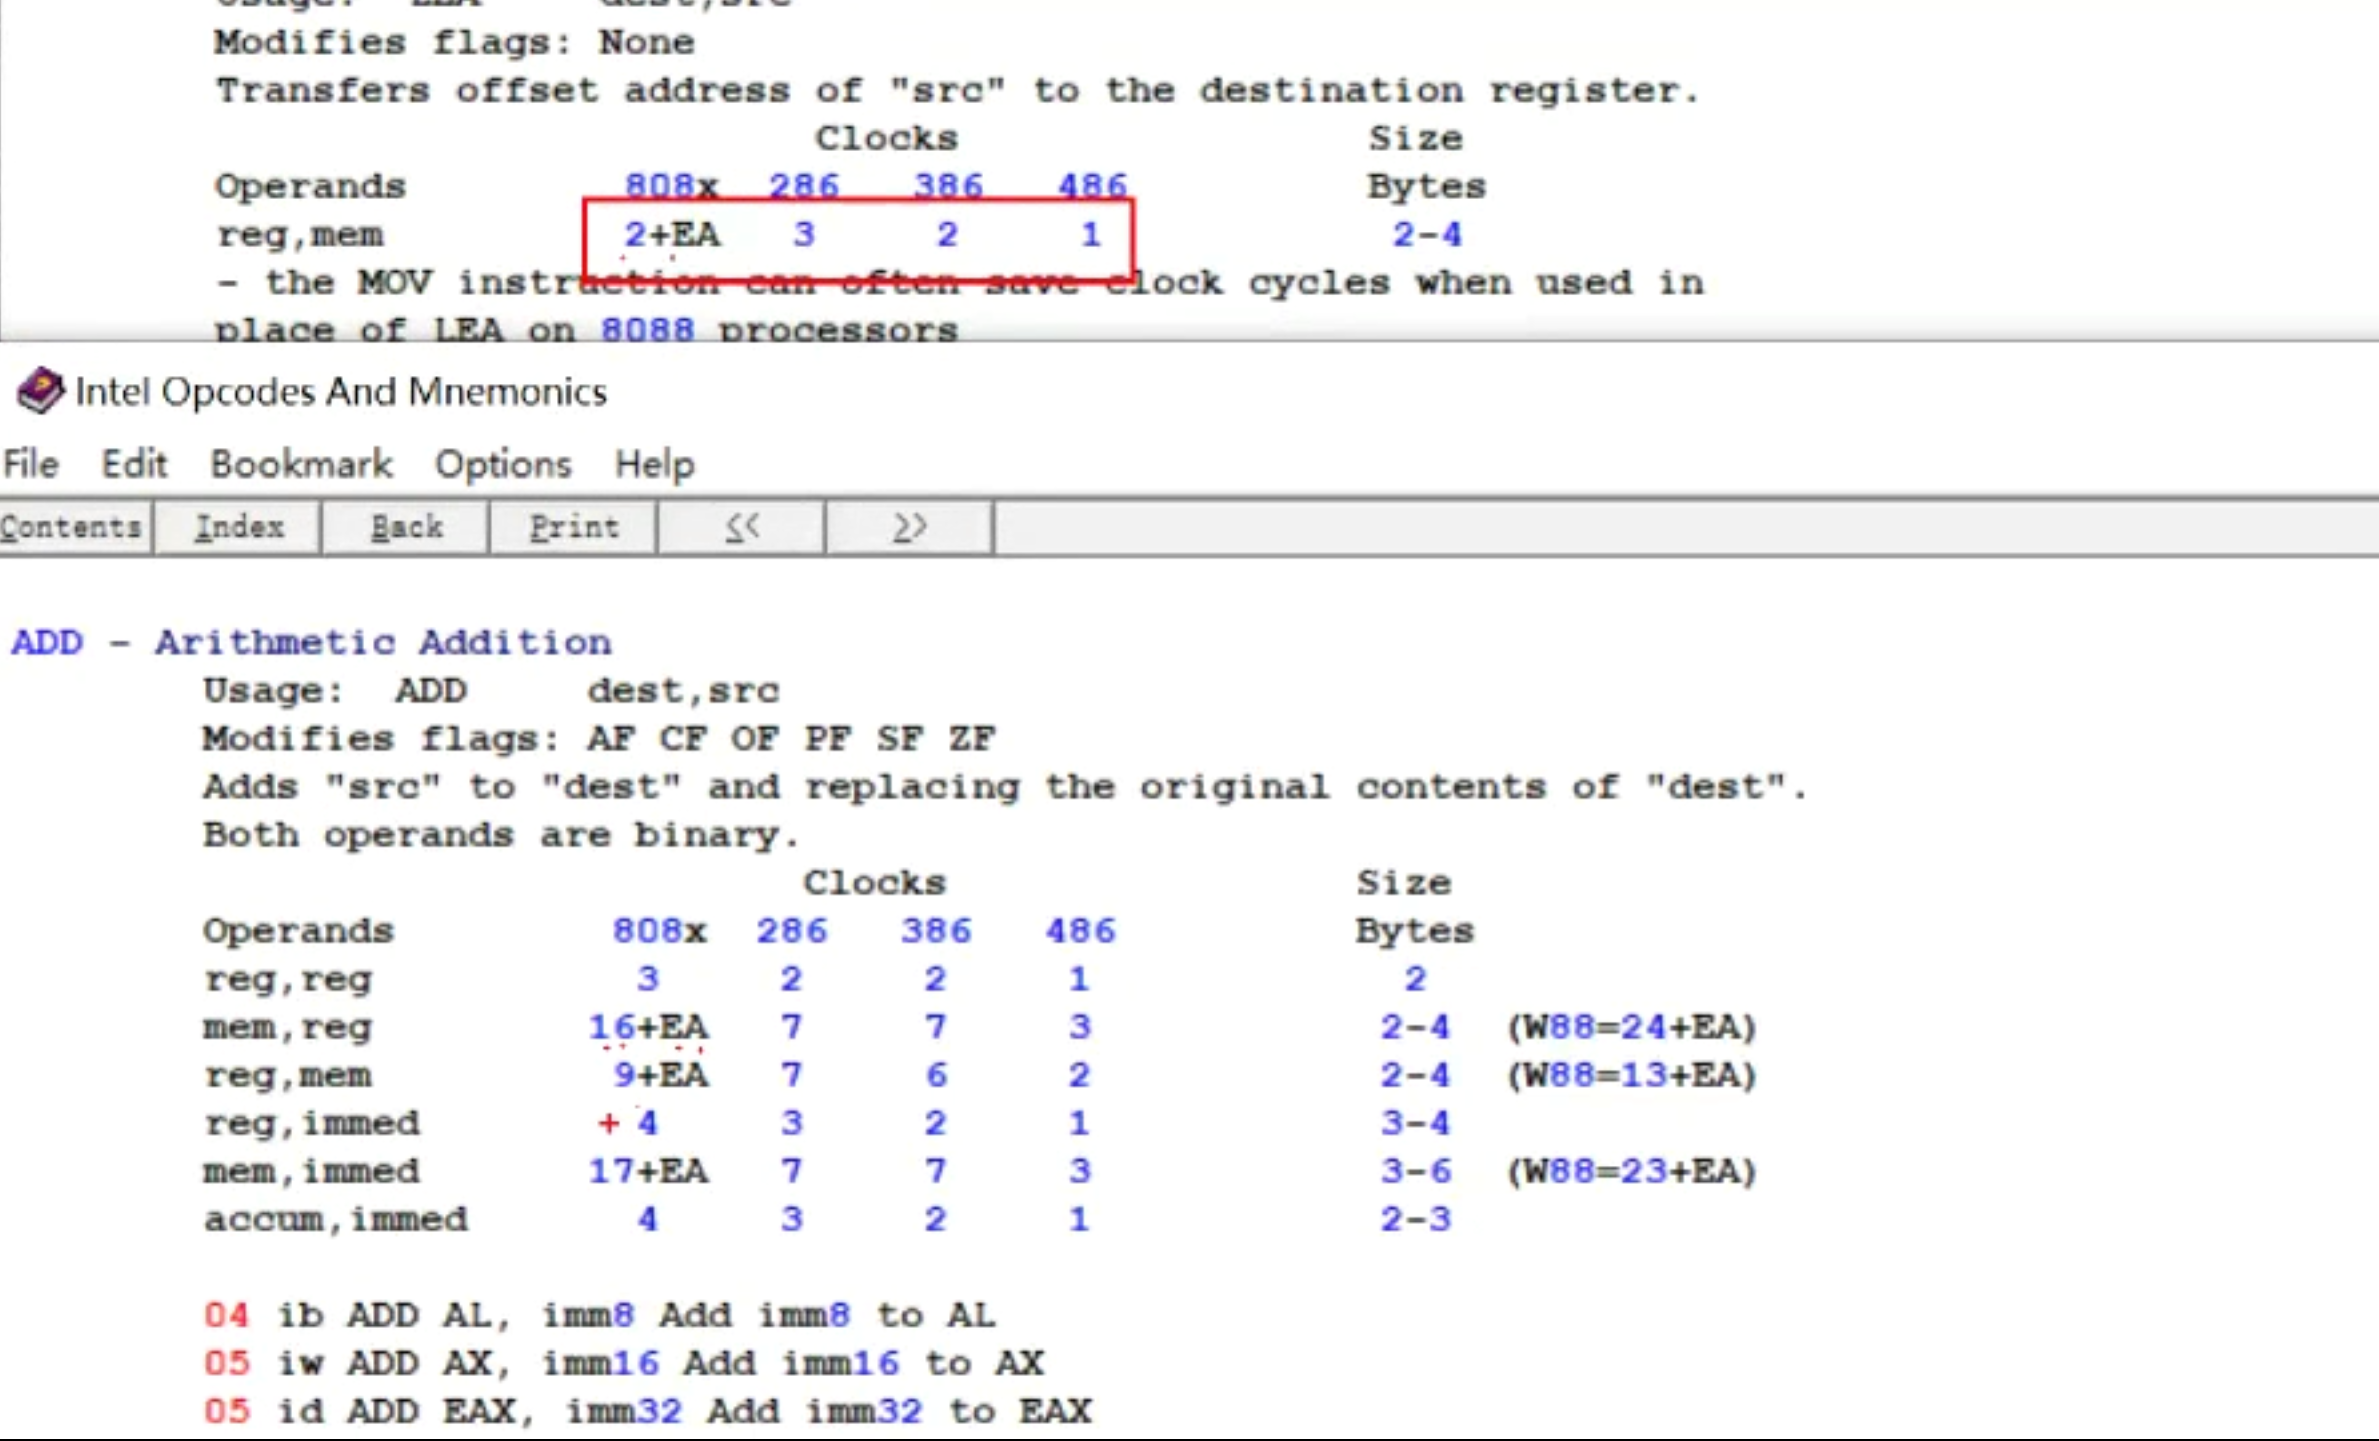 Usage:  LEA     dest,src
Modifies flags: None
Transfers offset address of "src" to the destination register.
Clocks Size
Operands 808x 286 386 486 Bytes
reg,mem 2+EA 3 2 1 2-4
- the MOV instruction can often save clock cycles when used in
place of LEA on 8088 processors
Intel Opcodes And Mnemonics
File Edit Bookmark Options Help
Contents Index Back Print << >>
ADD - Arithmetic Addition
Usage: ADD dest,src
Modifies flags: AF CF OF PF SF ZF
Adds "src" to "dest" and replacing the original contents of "dest".
Both operands are binary.
Clocks Size
Operands 808x 286 386 486 Bytes
reg,reg 3 2 2 1 2
mem,reg 16+EA 7 7 3 2-4 (W88=24+EA)
reg,mem 9+EA 7 6 2 2-4 (W88=13+EA)
reg,immed + 4 3 2 1 3-4
mem,immed 17+EA 7 7 3 3-6 (W88=23+EA)
accum,immed 4 3 2 1 2-3
04 ib ADD AL, imm8 Add imm8 to AL
05 iw ADD AX, imm16 Add imm16 to AX
05 id ADD EAX, imm32 Add imm32 to EAX